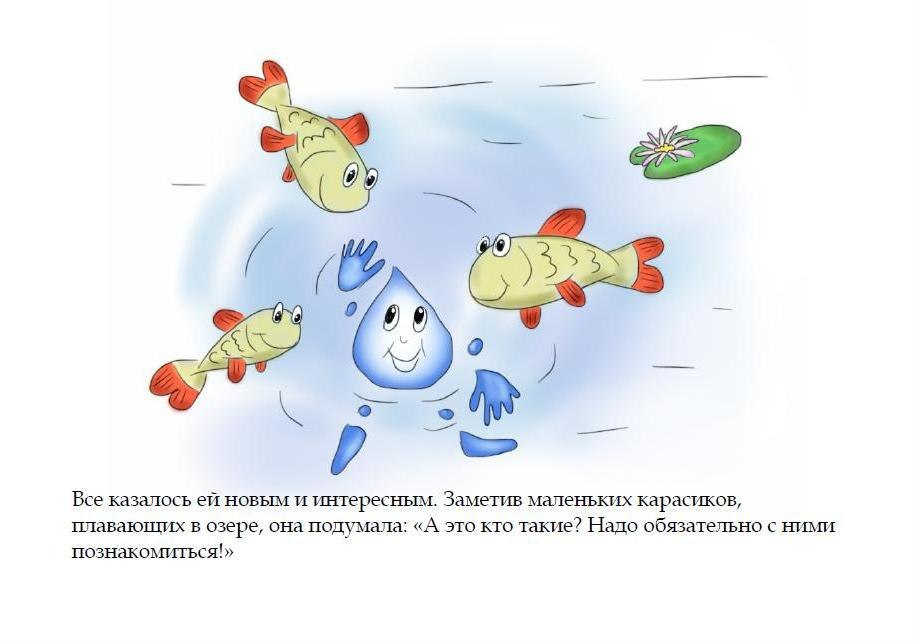 Все казалось ей новым и интересным. Заметив маленьких карасиков,
плавающих в озере, она подумала: «А это кто такие? Надо обязательно с ними
познакомиться!»